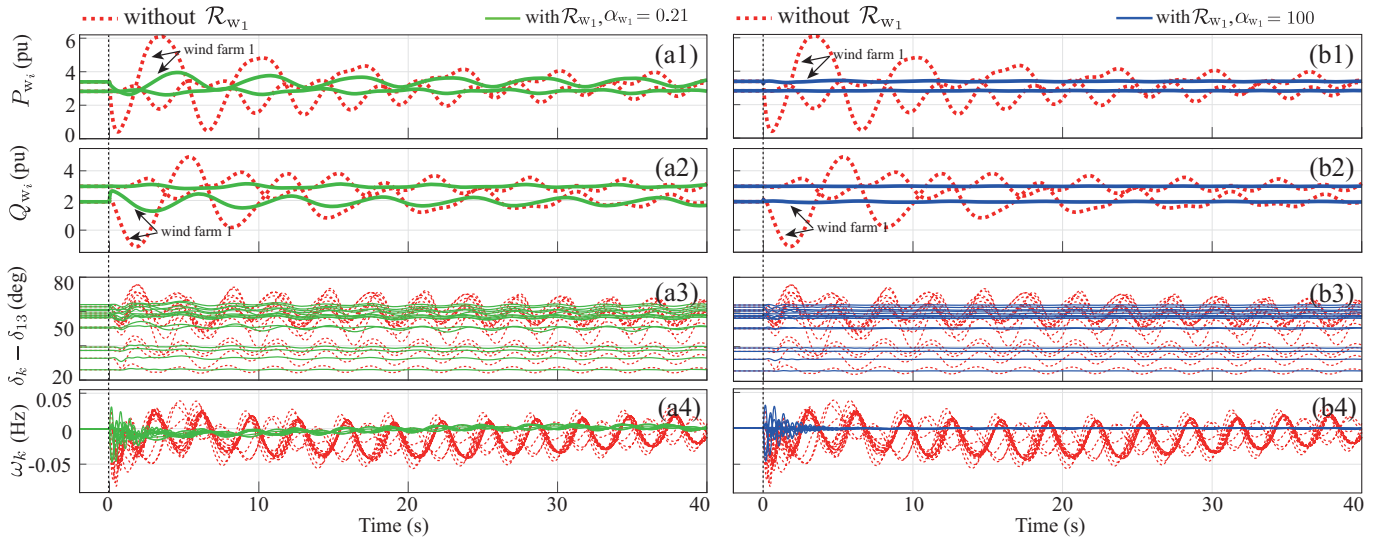 without R_w₁ with R_w₁, α_w₁ = 0.21 without R_w₁ with R_w₁, α_w₁ = 100
P_wᵢ (pu) 6 4 2 0 wind farm 1 (a1) wind farm 1 (b1)
Q_wᵢ (pu) 4 2 0 wind farm 1 (a2) wind farm 1 (b2)
δ_k − δ₁₃ (deg) 80 50 20 (a3) (b3)
ω_k (Hz) 0.05 0 -0.05 (a4) (b4)
0 10 20 30 40 0 10 20 30 40
Time (s) Time (s)